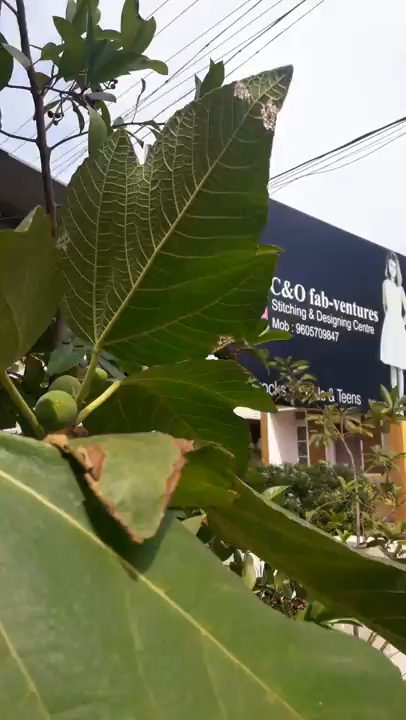 C&O fab-ventures
Stitching & Designing Centre
Mob : 9605709847
& Teens